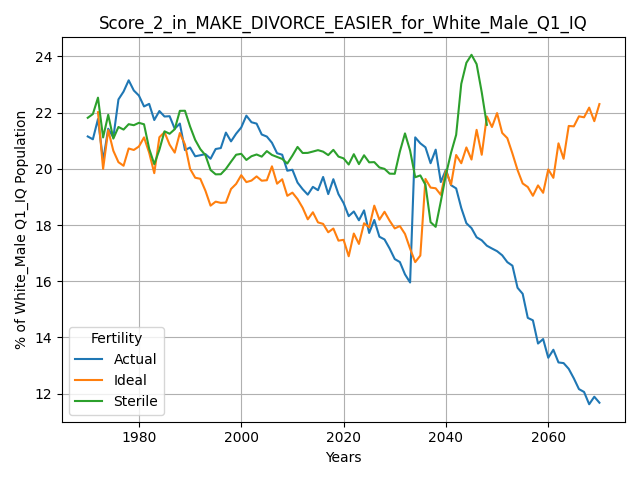 Score_2_in_MAKE_DIVORCE_EASIER_for_White_Male_Q1_IQ
% of White_Male Q1_IQ Population
24
22
20
18
16
14
12
Fertility
Actual
Ideal
Sterile
1980
2000
2020
2040
2060
Years